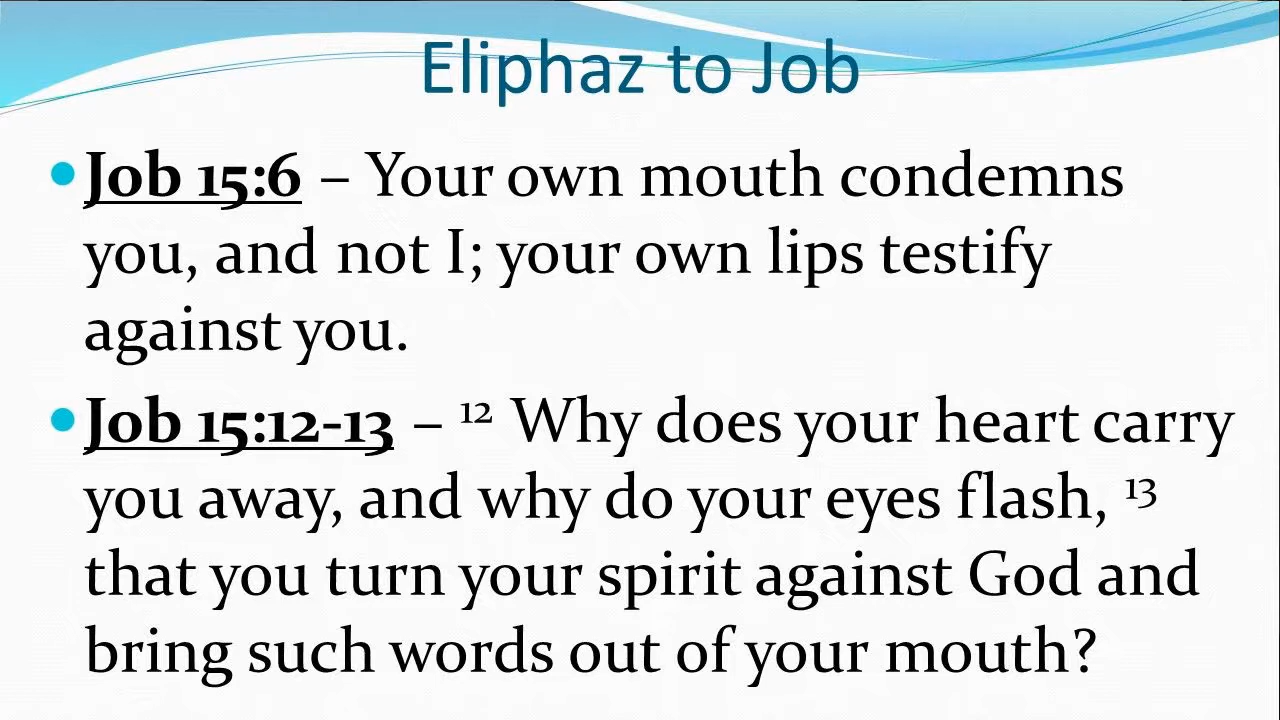 Eliphaz to Job
• Job 15:6 – Your own mouth condemns
you, and not I; your own lips testify
against you.
• Job 15:12-13 – 12 Why does your heart carry
you away, and why do your eyes flash, 13
that you turn your spirit against God and
bring such words out of your mouth?